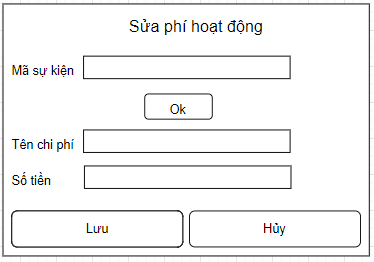 Sửa phí hoạt động
Mã sự kiện
Ok
Tên chi phí
Số tiền
Lưu
Hủy